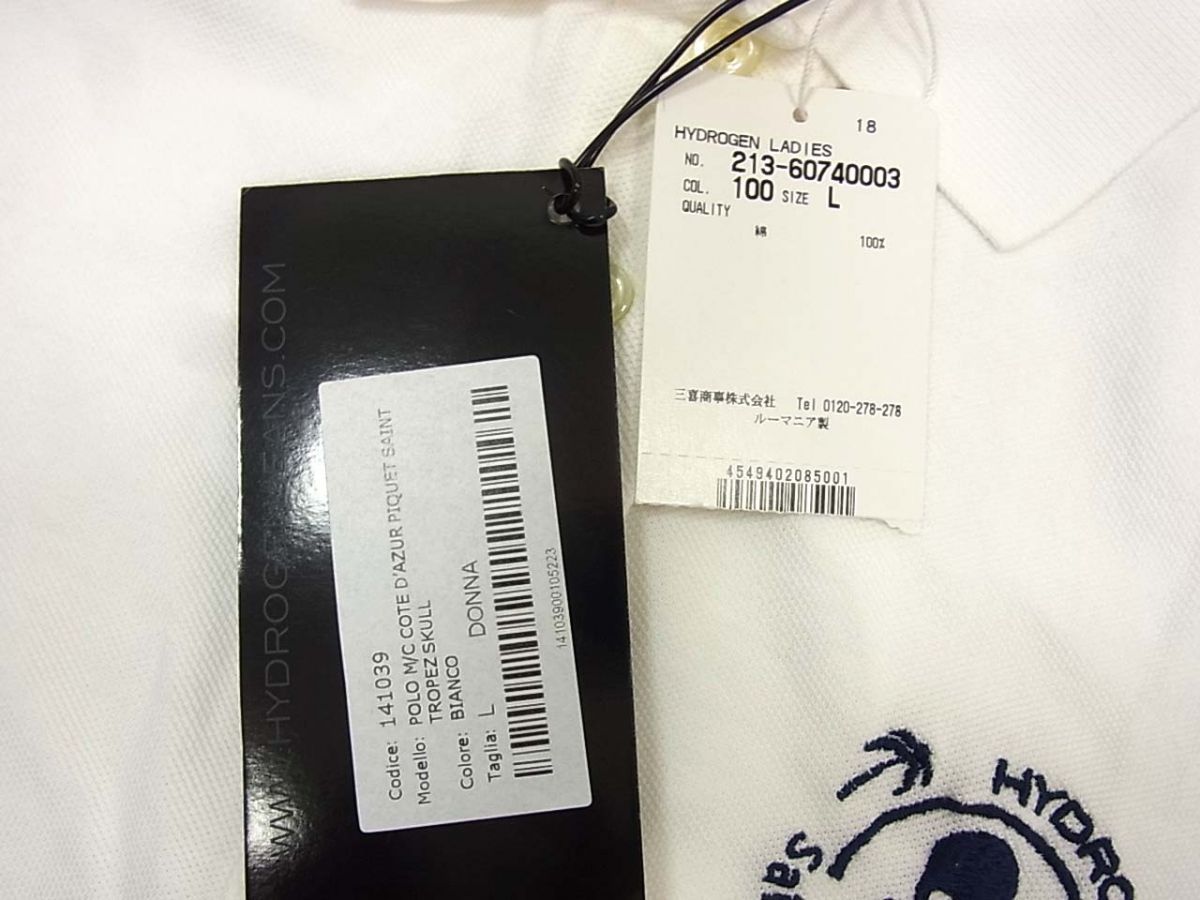 WWW.HYDROGENJEANS.COM
Codice: 141039
Modello: POLO M/C COTE D'AZUR PIQUET SAINT
TROPEZ SKULL
Colore: BIANCO
Taglia: L DONNA
14103900105223
18
HYDROGEN LADIES
NO. 213-60740003
COL. 100 SIZE L
QUALITY
綿 100%
三喜商事株式会社 Tel 0120-278-278
ルーマニア製
4549402085001
HYDRO
Sa